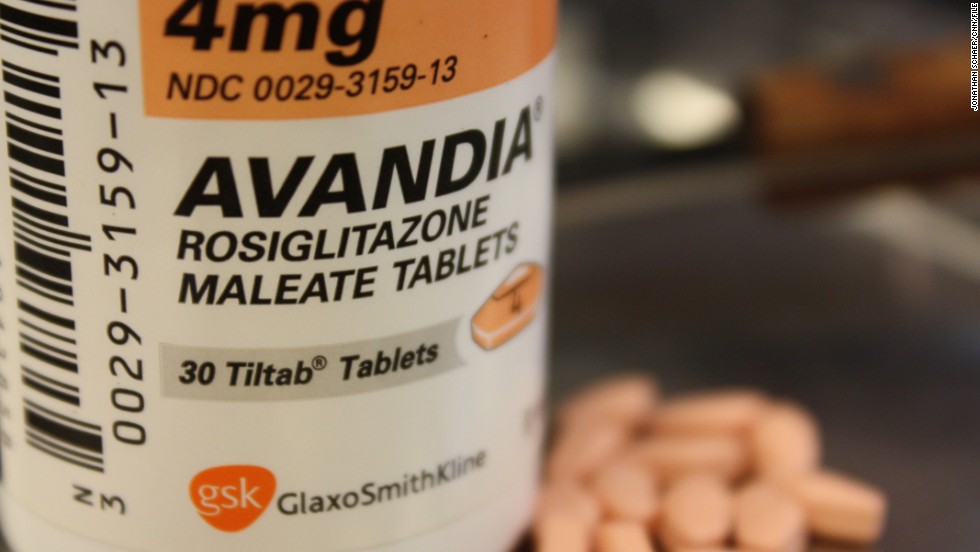 4mg
NDC 0029-3159-13
AVANDIA®
ROSIGLITAZONE
MALEATE TABLETS
30 Tiltab® Tablets
gsk GlaxoSmithKline
N
3
0029-3159-13
JONATHAN SCHAER/CNN/FILE